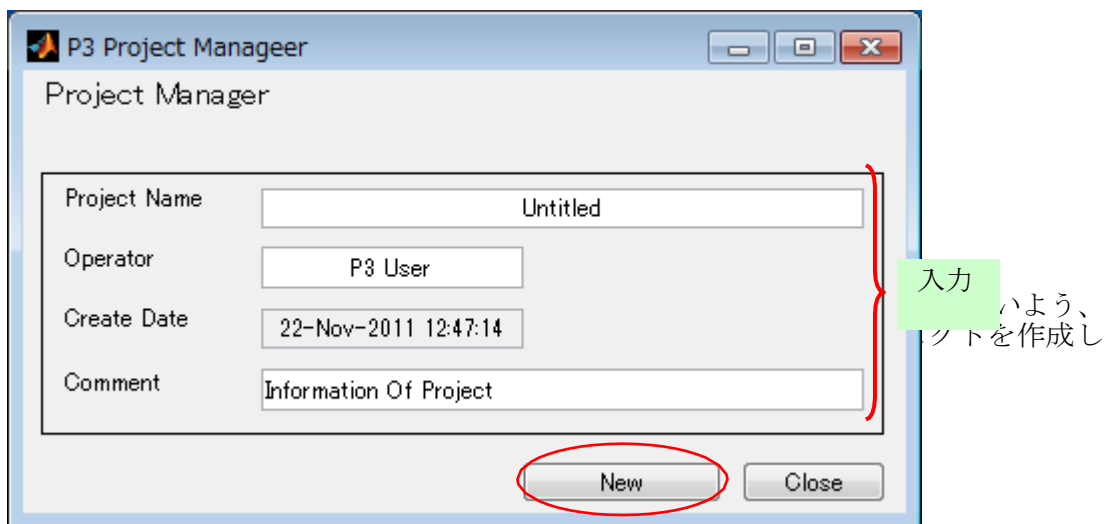 P3 Project Manageer
Project Manager
Project Name
Untitled
Operator
P3 User
Create Date
22-Nov-2011 12:47:14
Comment
Information Of Project
入力
いよう、
クトを作成し
New
Close